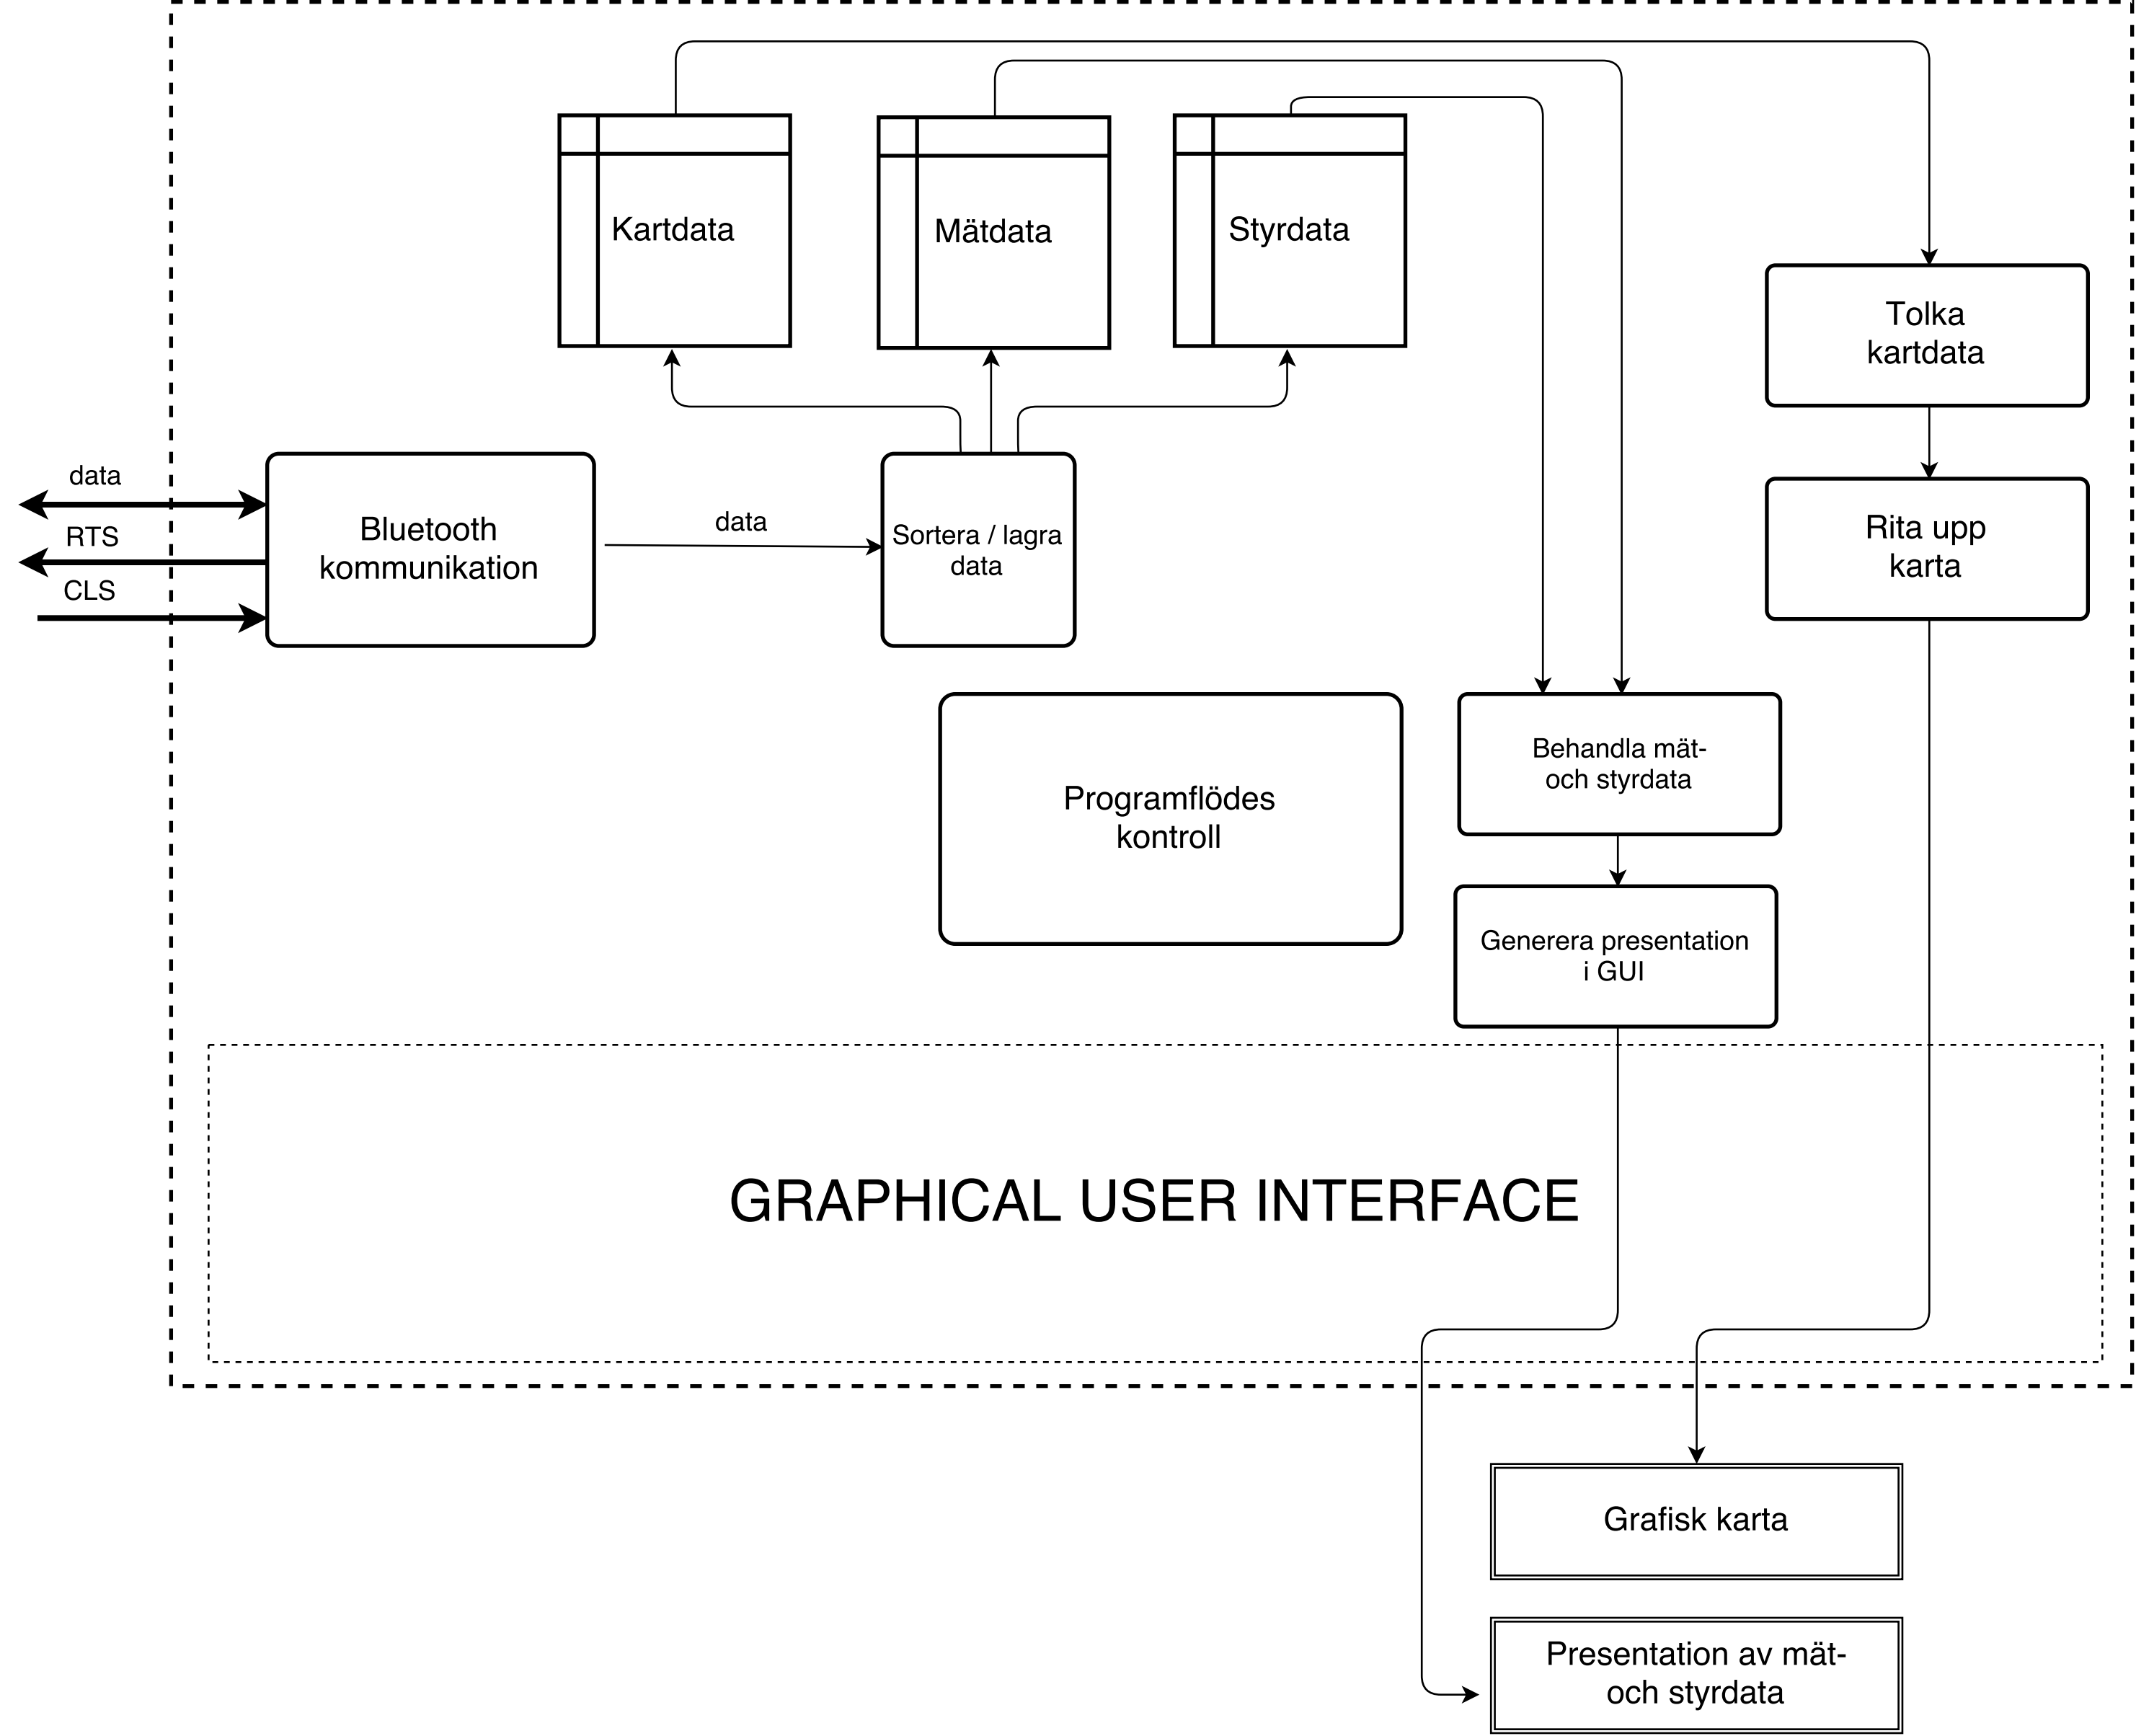 Kartdata
Mätdata
Styrdata
Tolka
kartdata
data
RTS
CLS
Bluetooth
kommunikation
data
Sortera / lagra
data
Rita upp
karta
Programflödes
kontroll
Behandla mät-
och styrdata
Generera presentation
i GUI
GRAPHICAL USER INTERFACE
Grafisk karta
Presentation av mät-
och styrdata